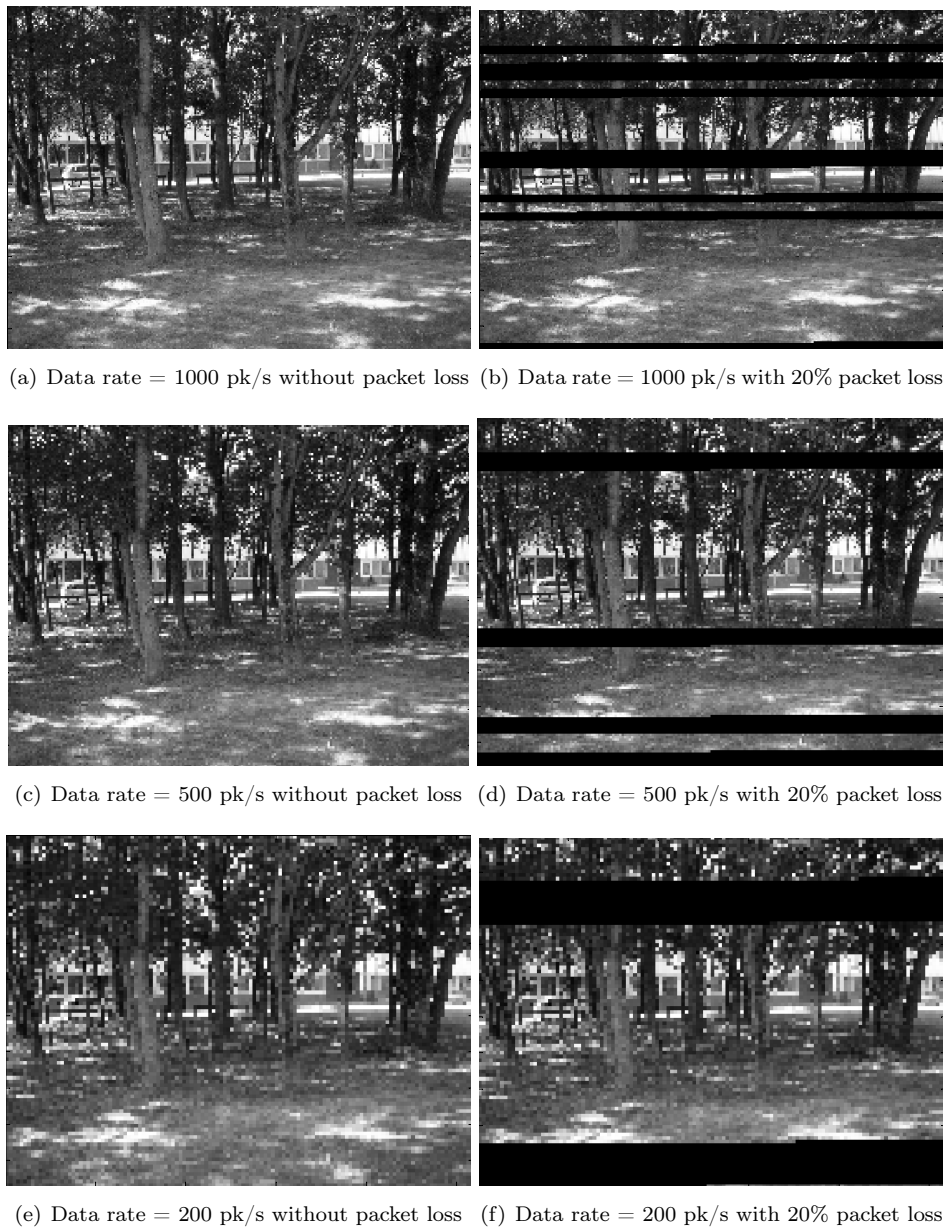 (a) Data rate = 1000 pk/s without packet loss
(b) Data rate = 1000 pk/s with 20% packet loss
(c) Data rate = 500 pk/s without packet loss
(d) Data rate = 500 pk/s with 20% packet loss
(e) Data rate = 200 pk/s without packet loss
(f) Data rate = 200 pk/s with 20% packet loss